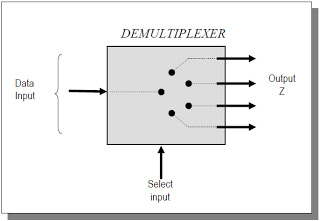 DEMULTIPLEXER
Data
Input
Output
Z
Select
input